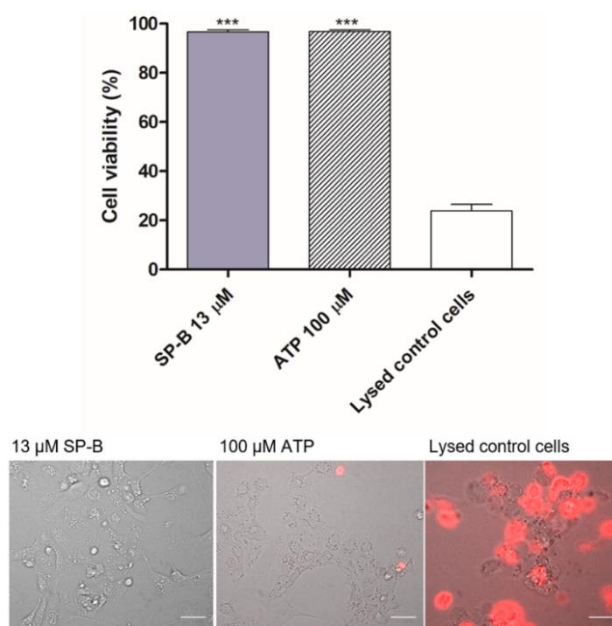 100
80
60
40
20
0
Cell viability (%)
***
***
SP-B 13 μM
ATP 100 μM
Lysed control cells
13 μM SP-B
100 μM ATP
Lysed control cells